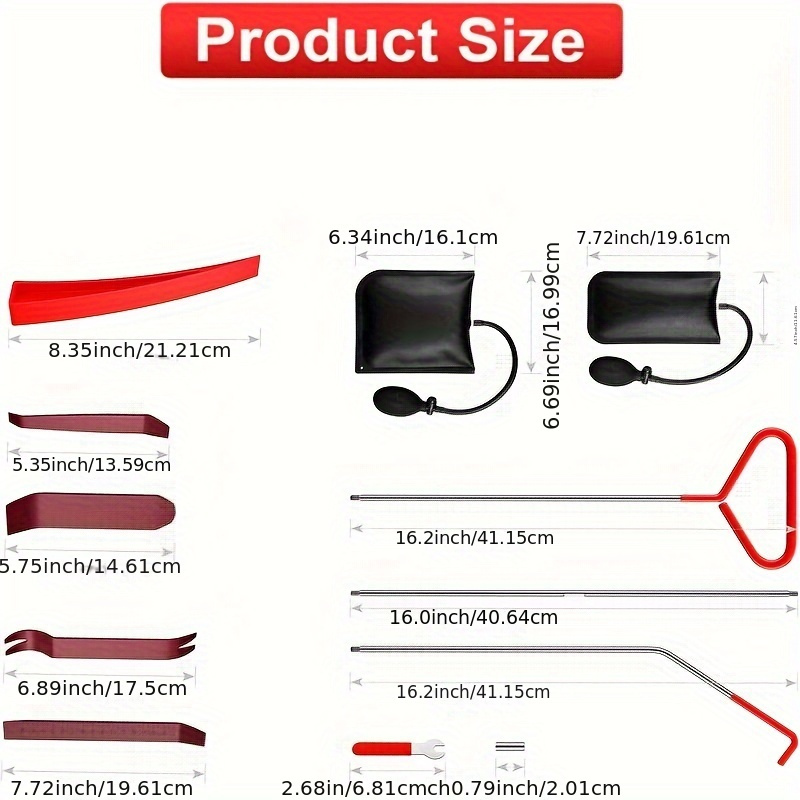 Product Size
6.34inch/16.1cm
7.72inch/19.61cm
6.69inch/16.99cm
8.35inch/21.21cm
5.35inch/13.59cm
5.75inch/14.61cm
16.2inch/41.15cm
16.0inch/40.64cm
6.89inch/17.5cm
16.2inch/41.15cm
7.72inch/19.61cm
2.68in/6.81cmch0.79inch/2.01cm